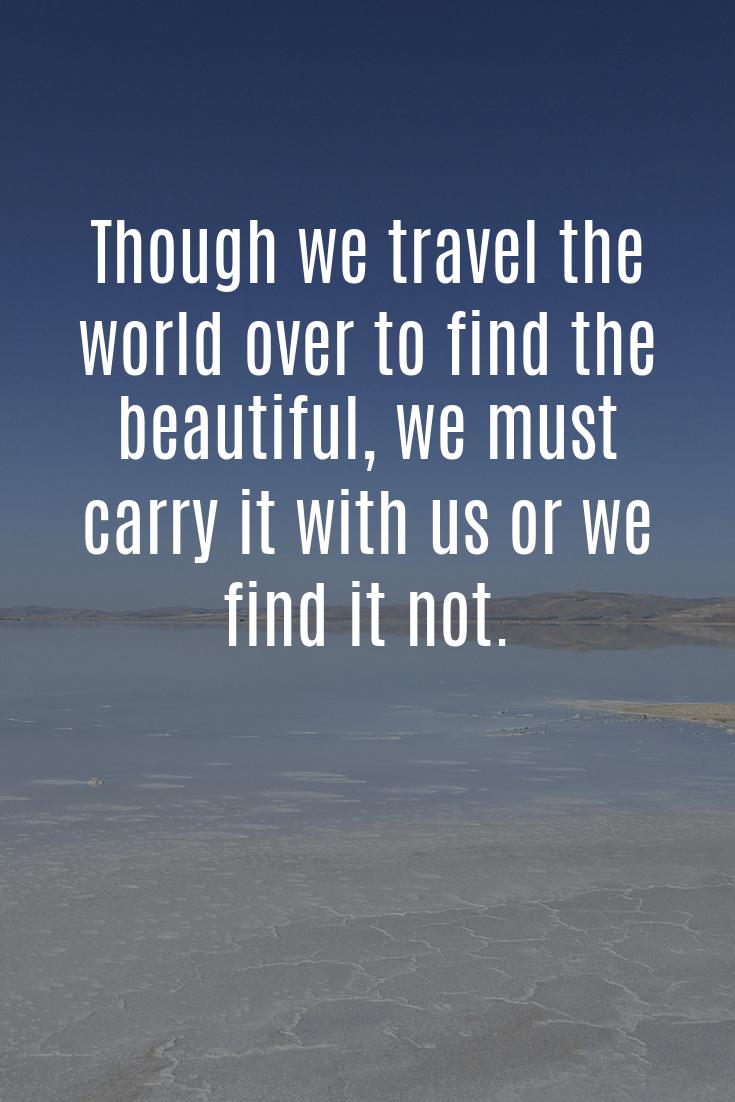 Though we travel the
world over to find the
beautiful, we must
carry it with us or we
find it not.